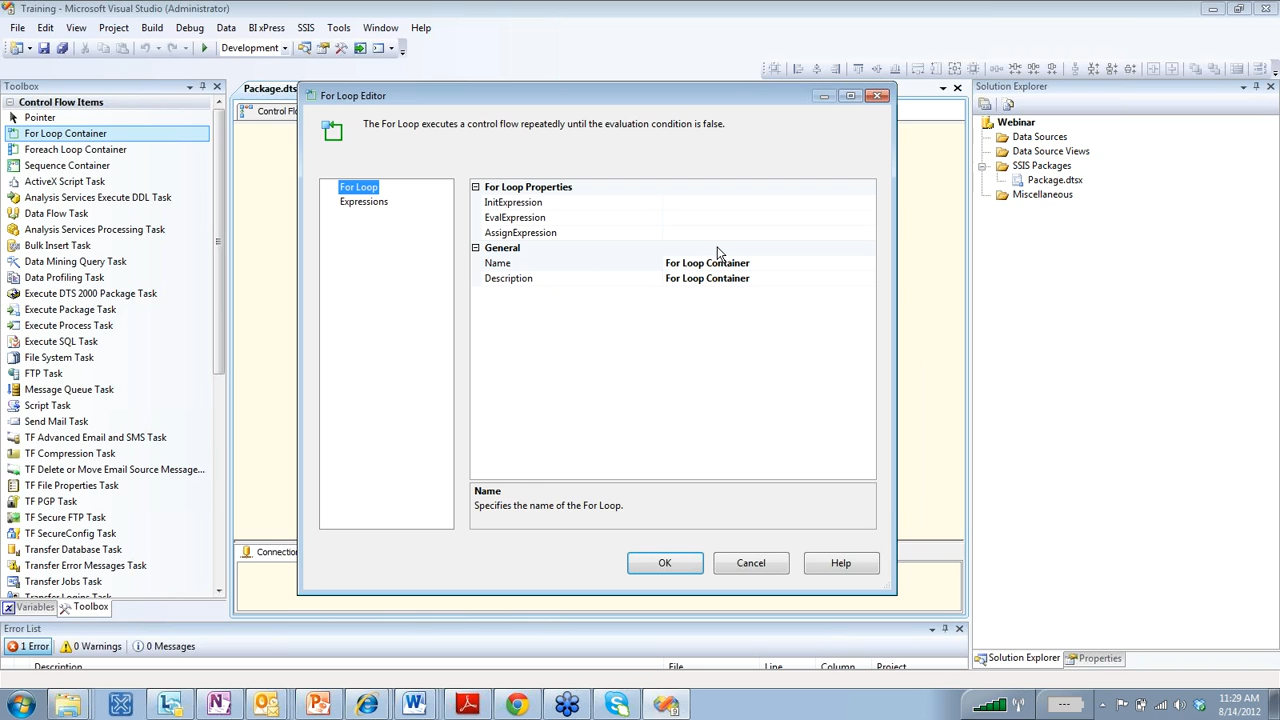 Training - Microsoft Visual Studio (Administrator)
File Edit View Project Build Debug Data BI xPress SSIS Tools Window Help
Development
Toolbox
Control Flow Items
Pointer
For Loop Container
Foreach Loop Container
Sequence Container
ActiveX Script Task
Analysis Services Execute DDL Task
Data Flow Task
Analysis Services Processing Task
Bulk Insert Task
Data Mining Query Task
Data Profiling Task
Execute DTS 2000 Package Task
Execute Package Task
Execute Process Task
Execute SQL Task
File System Task
FTP Task
Message Queue Task
Script Task
Send Mail Task
TF Advanced Email and SMS Task
TF Compression Task
TF Delete or Move Email Source Message...
TF File Properties Task
TF PGP Task
TF Secure FTP Task
TF SecureConfig Task
Transfer Database Task
Transfer Error Messages Task
Transfer Jobs Task
Transfer Logins Task
Variables Toolbox
Package.dts
Control Flo
Connection
For Loop Editor
The For Loop executes a control flow repeatedly until the evaluation condition is false.
For Loop
Expressions
For Loop Properties
InitExpression
EvalExpression
AssignExpression
General
Name For Loop Container
Description For Loop Container
Name
Specifies the name of the For Loop.
OK Cancel Help
Solution Explorer
Webinar
Data Sources
Data Source Views
SSIS Packages
Package.dtsx
Miscellaneous
Solution Explorer Properties
Error List
1 Error 0 Warnings 0 Messages
Description File Line Column Project
11:29 AM
8/14/2012